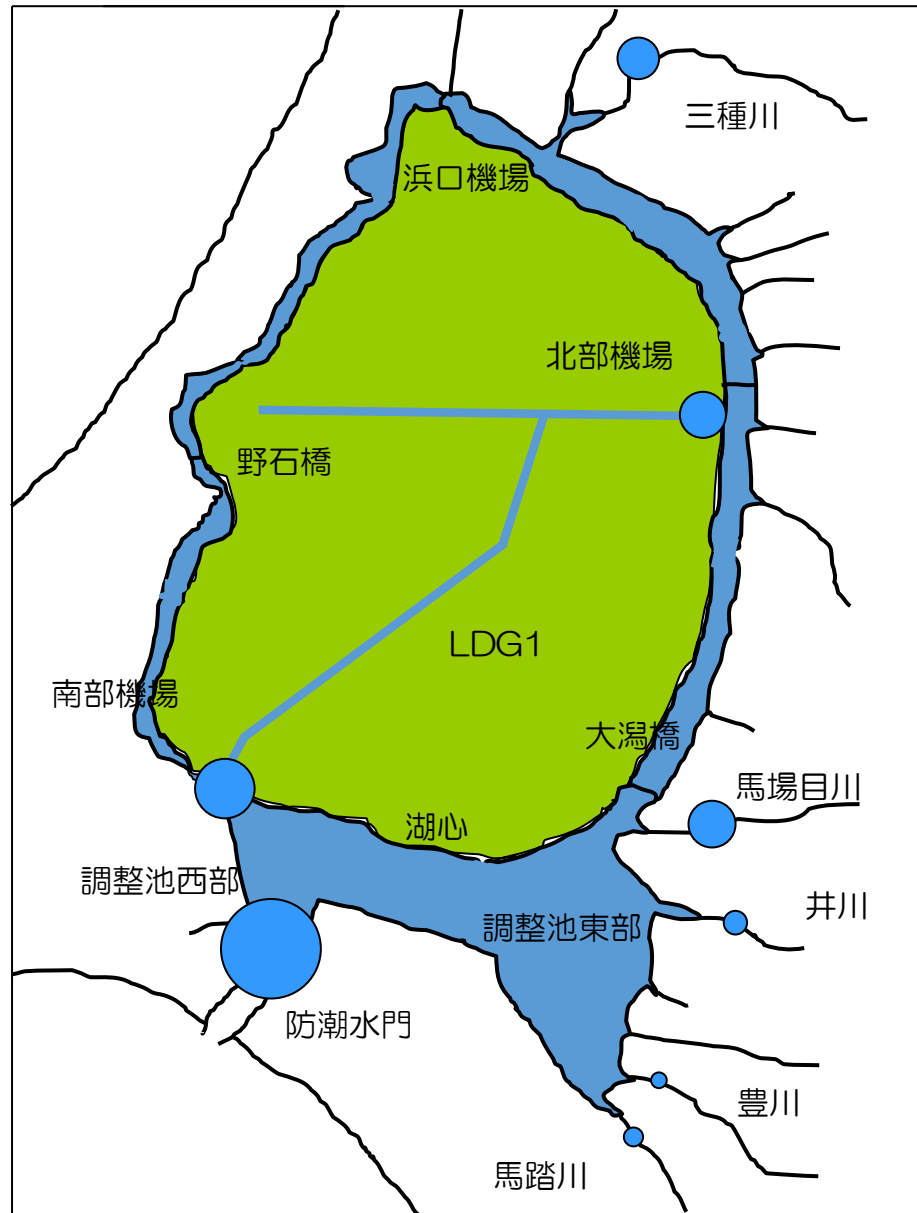 三種川
浜口機場
北部機場
野石橋
LDG1
南部機場
大潟橋
馬場目川
湖心
調整池西部
井川
調整池東部
防潮水門
豊川
馬踏川